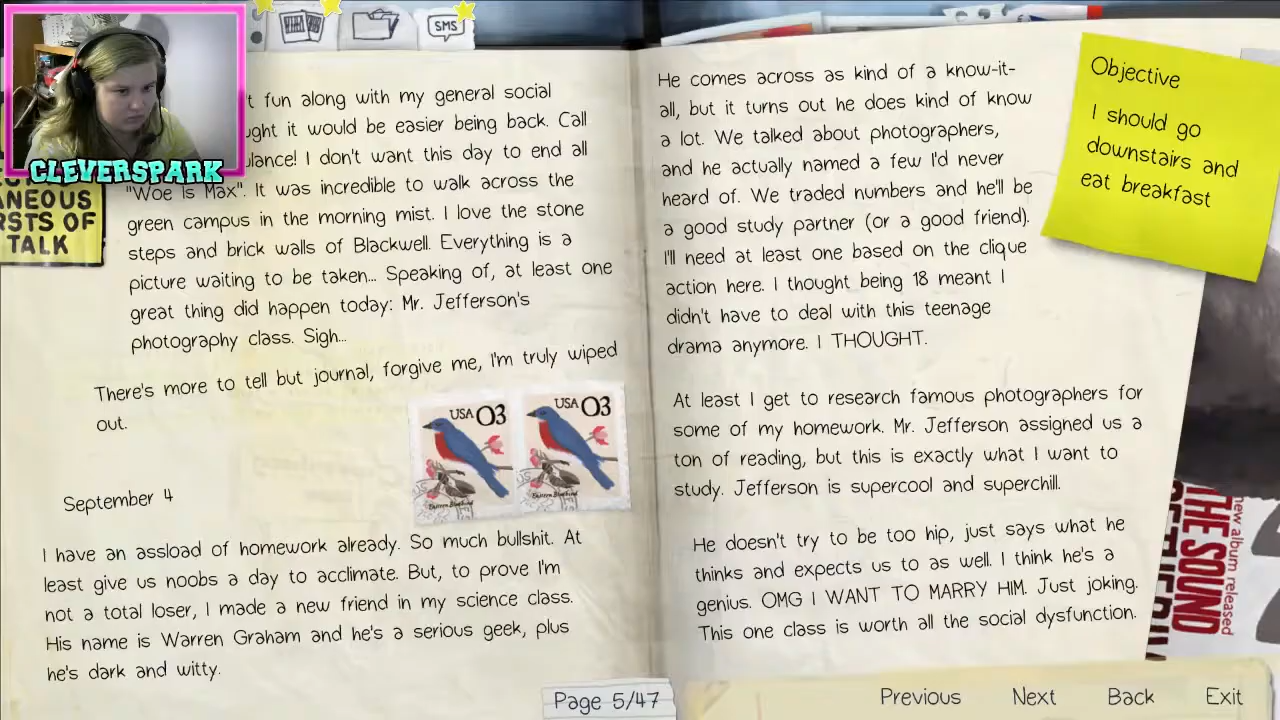 SMS
t fun along with my general social
ght it would be easier being back. Call
lance! I don't want this day to end all
"Woe is Max". It was incredible to walk across the
green campus in the morning mist. I love the stone
steps and brick walls of Blackwell. Everything is a
picture waiting to be taken... Speaking of, at least one
great thing did happen today: Mr. Jefferson's
photography class. Sigh...
There's more to tell but journal, forgive me, I'm truly wiped
out.
CLEVERSPARK
NEOUS
RSTS OF
TALK
USA 03
USA 03
September 4
I have an assload of homework already. So much bullshit. At
least give us noobs a day to acclimate. But, to prove I'm
not a total loser, I made a new friend in my science class.
His name is Warren Graham and he's a serious geek, plus
he's dark and witty.
He comes across as kind of a know-it-
all, but it turns out he does kind of know
a lot. We talked about photographers,
and he actually named a few I'd never
heard of. We traded numbers and he'll be
a good study partner (or a good friend).
I'll need at least one based on the clique
action here. I thought being 18 meant I
didn't have to deal with this teenage
drama anymore. I THOUGHT.
At least I get to research famous photographers for
some of my homework. Mr. Jefferson assigned us a
ton of reading, but this is exactly what I want to
study. Jefferson is supercool and superchill.
He doesn't try to be too hip, just says what he
thinks and expects us to as well. I think he's a
genius. OMG I WANT TO MARRY HIM. Just joking.
This one class is worth all the social dysfunction.
Objective
I should go
downstairs and
eat breakfast
new album released
THE SOUND
Page 5/47
Previous
Next
Back
Exit